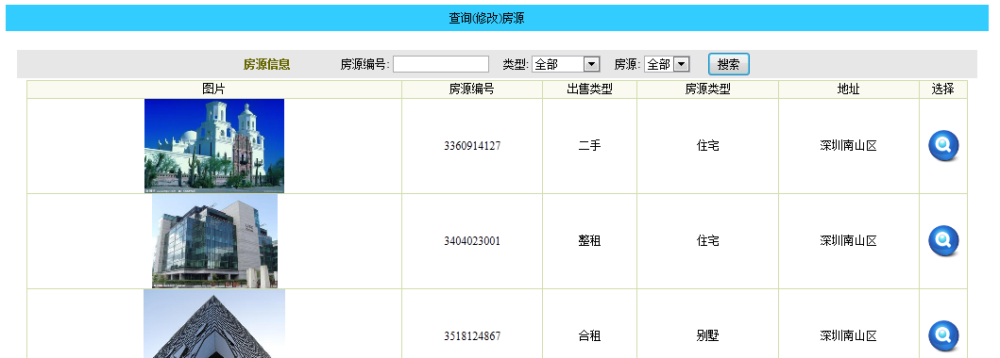 查询(修改)房源
房源信息 房源编号: 类型: 全部 房源: 全部 搜索
图片 房源编号 出售类型 房源类型 地址 选择
3360914127 二手 住宅 深圳南山区
3404023001 整租 住宅 深圳南山区
3518124867 合租 别墅 深圳南山区